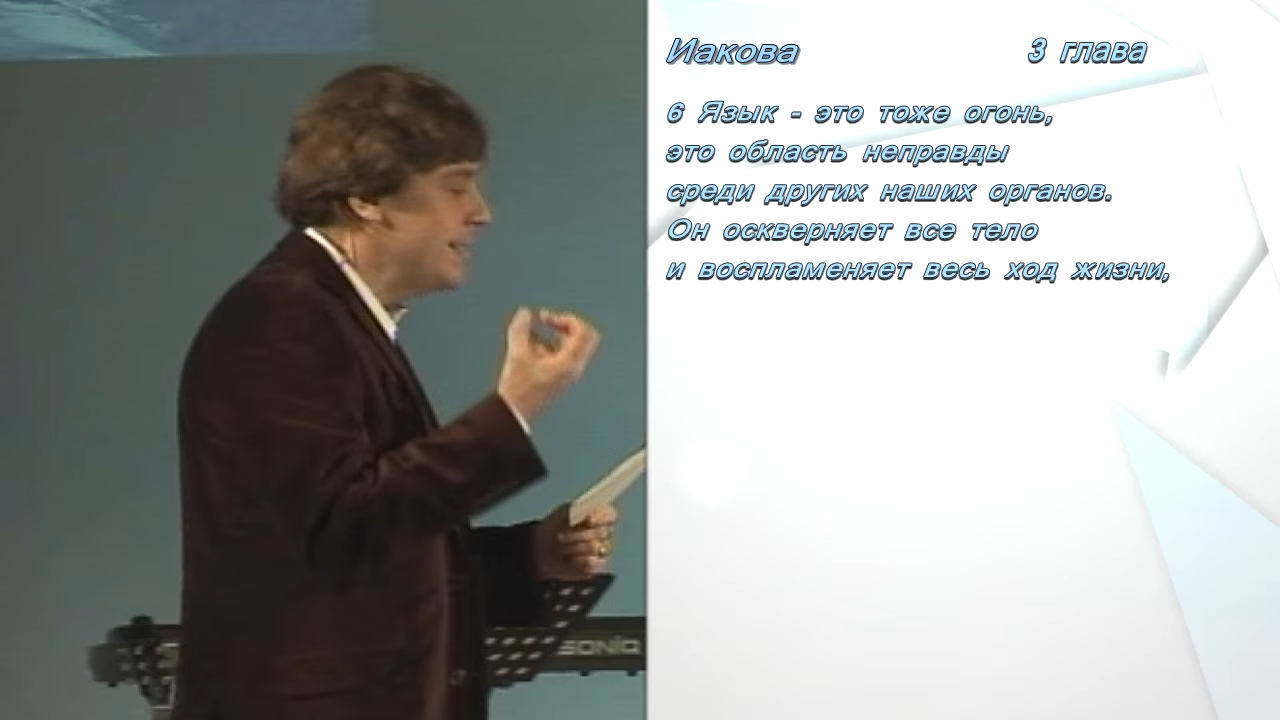 Иакова 3 глава
6 Язык - это тоже огонь,
это область неправды
среди других наших органов.
Он оскверняет все тело
и воспламеняет весь ход жизни,